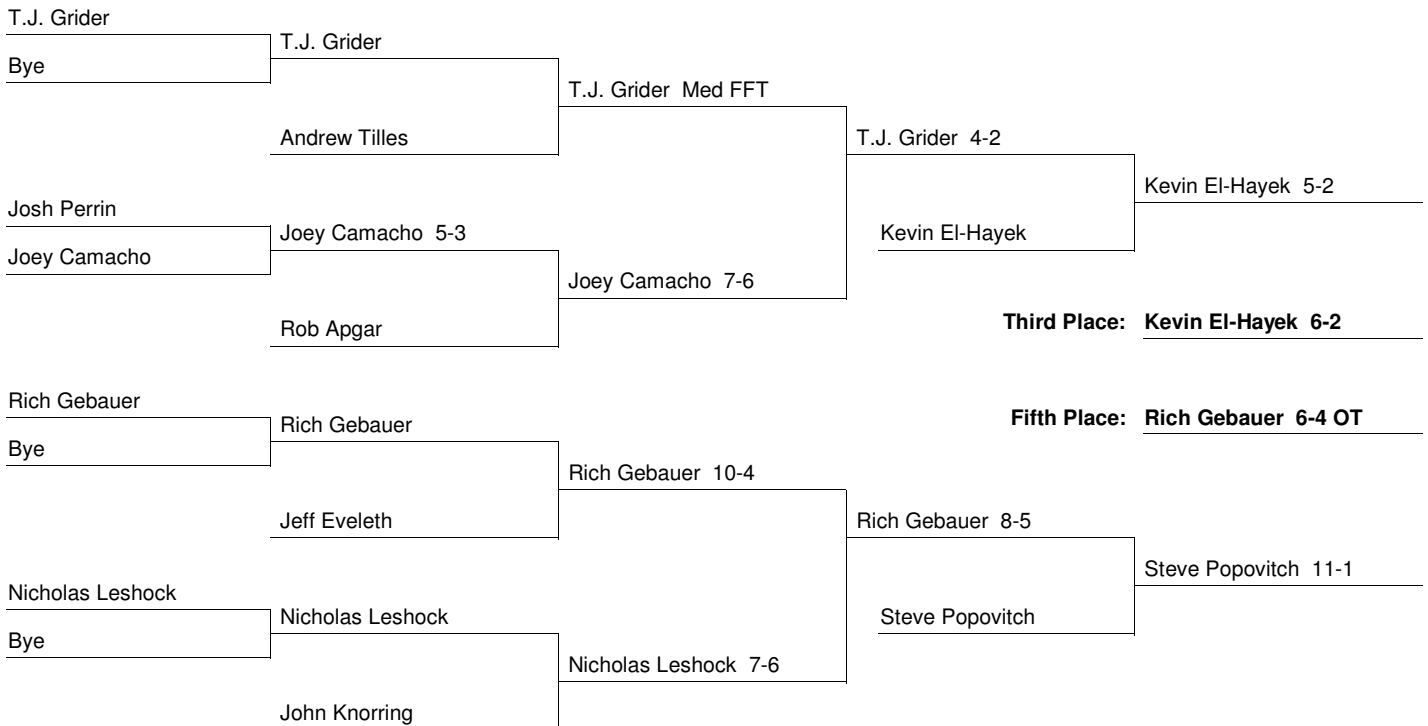 T.J. Grider
T.J. Grider
Bye
T.J. Grider  Med FFT
Andrew Tilles
T.J. Grider  4-2
Kevin El-Hayek  5-2
Josh Perrin
Joey Camacho  5-3
Kevin El-Hayek
Joey Camacho
Joey Camacho  7-6
Rob Apgar
Third Place:  Kevin El-Hayek  6-2
Rich Gebauer
Rich Gebauer
Fifth Place:  Rich Gebauer  6-4 OT
Bye
Rich Gebauer  10-4
Jeff Eveleth
Rich Gebauer  8-5
Steve Popovitch  11-1
Nicholas Leshock
Nicholas Leshock
Steve Popovitch
Bye
Nicholas Leshock  7-6
John Knorring